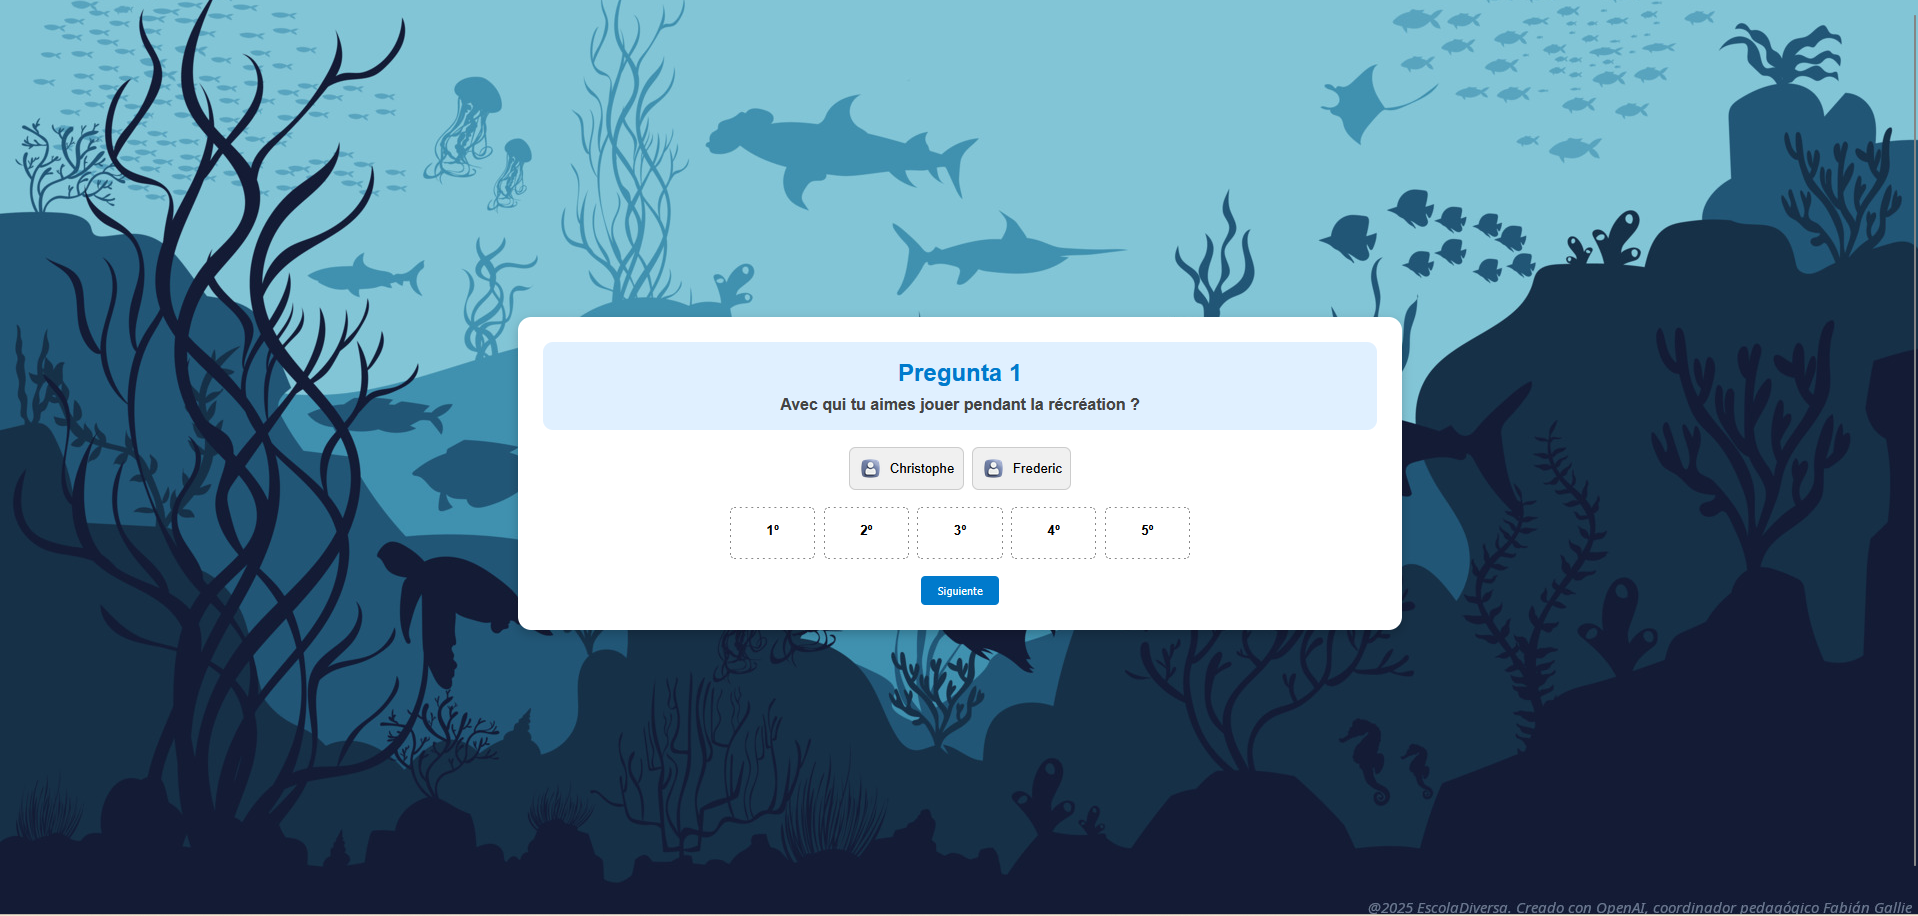 Pregunta 1
Avec qui tu aimes jouer pendant la récréation ?
Christophe Frederic
1º 2º 3º 4º 5º
Siguiente
@2025 EscolaDiversa. Creado con OpenAI, coordinador pedagógico Fabián Gallie